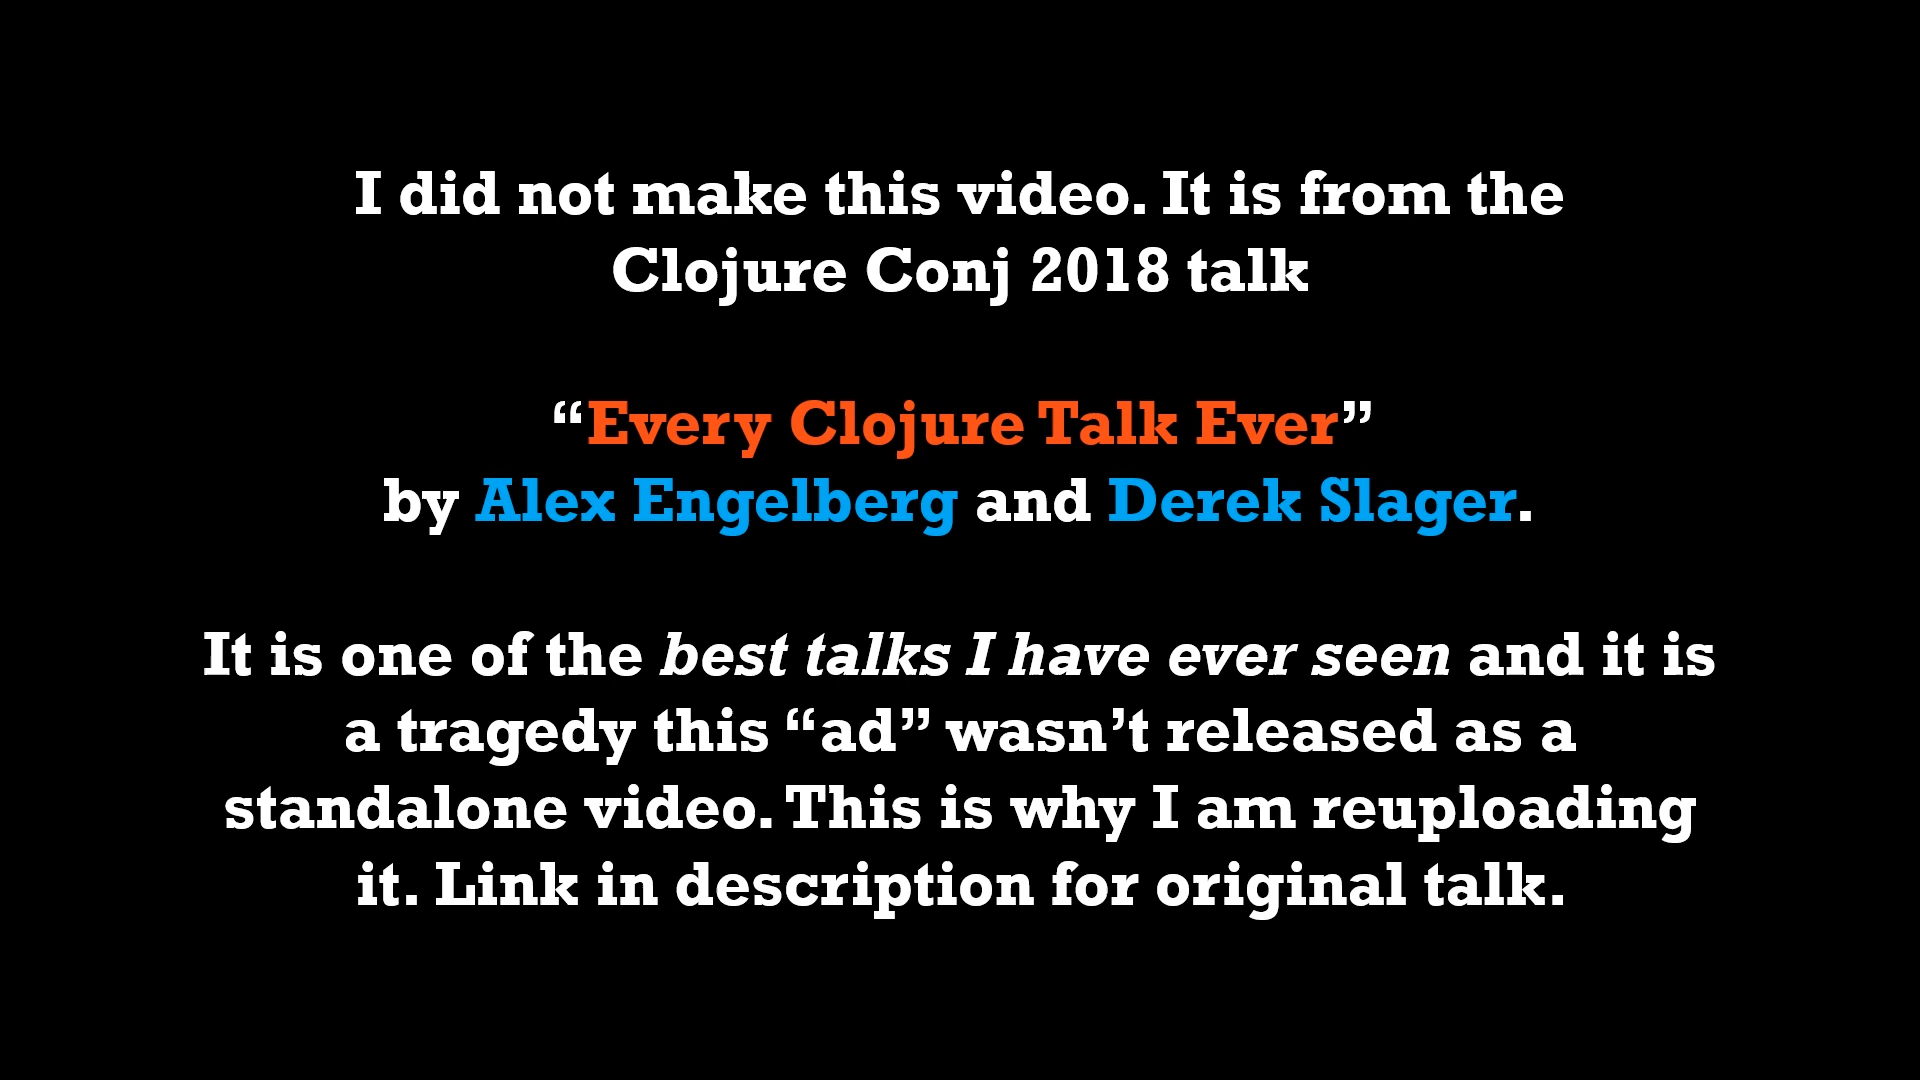 I did not make this video. It is from the
Clojure Conj 2018 talk
“Every Clojure Talk Ever”
by Alex Engelberg and Derek Slager.
It is one of the best talks I have ever seen and it is
a tragedy this “ad” wasn’t released as a
standalone video. This is why I am reuploading
it. Link in description for original talk.